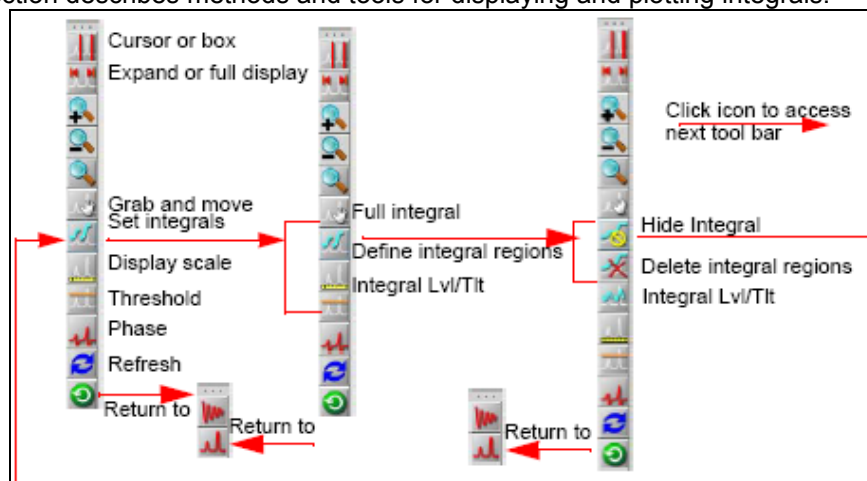 ction describes methods and tools for displaying and plotting integrals.
Cursor or box
Expand or full display
Grab and move
Set integrals
Display scale
Threshold
Phase
Refresh
Return to
Return to
Full integral
Define integral regions
Integral Lvl/Tlt
Click icon to access
next tool bar
Hide Integral
Delete integral regions
Integral Lvl/Tlt
Return to